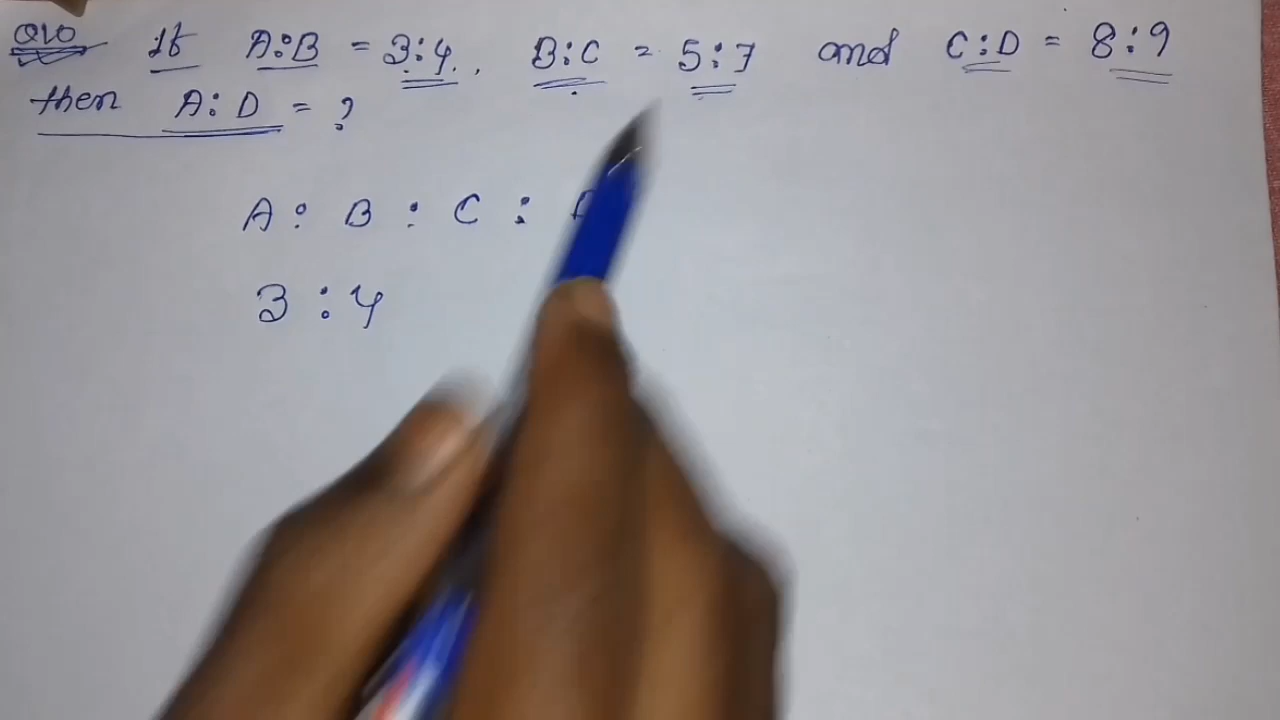 Q10 If A:B = 3:4, B:C = 5:7 and C:D = 8:9
then A:D = ?
A : B : C :
3 : 4